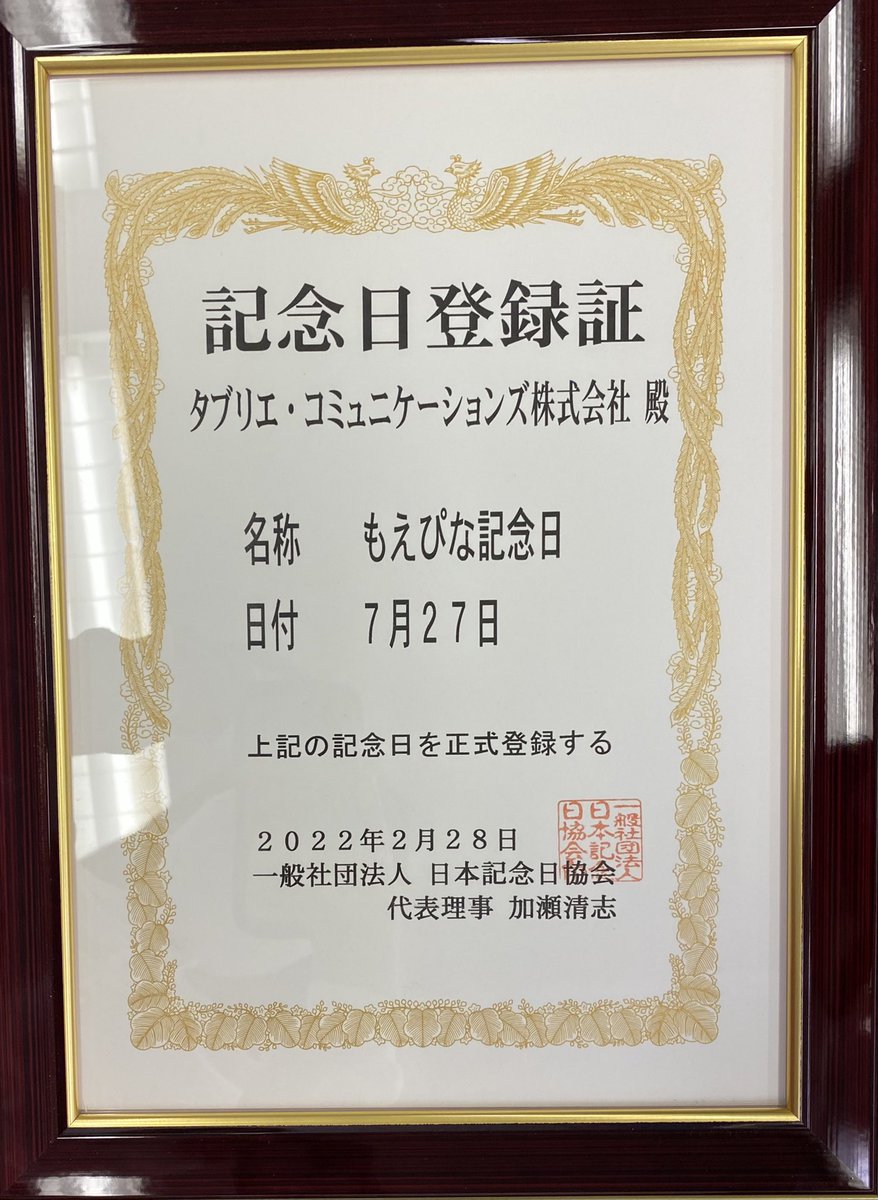 記念日登録証
タブリエ・コミュニケーションズ株式会社 殿
名称 もえぴな記念日
日付 7月27日
上記の記念日を正式登録する
2022年2月28日
一般社団法人 日本記念日協会
代表理事 加瀬清志
一般社団法人
日本記念
日協会